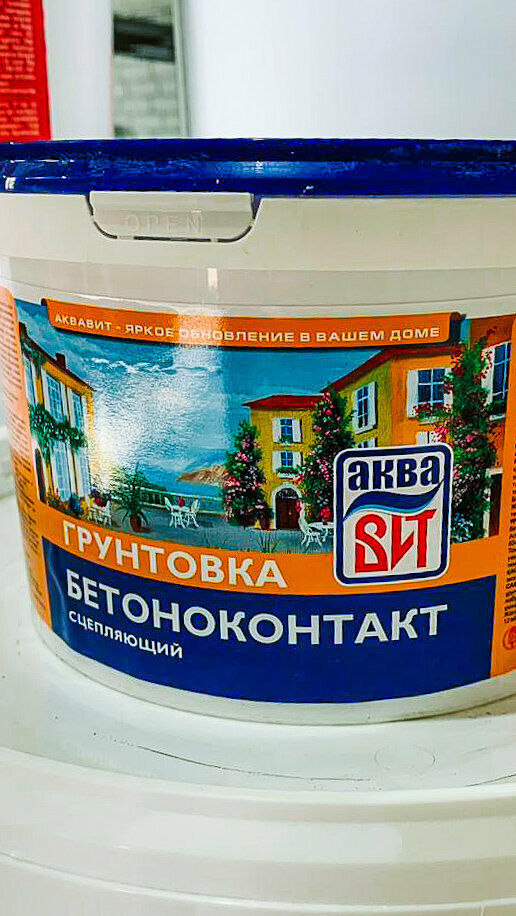 OPEN
АКВАВИТ - ЯРКОЕ ОБНОВЛЕНИЕ В ВАШЕМ ДОМЕ
аква
ВИТ
ГРУНТОВКА
БЕТОНОКОНТАКТ
СЦЕПЛЯЮЩИЙ